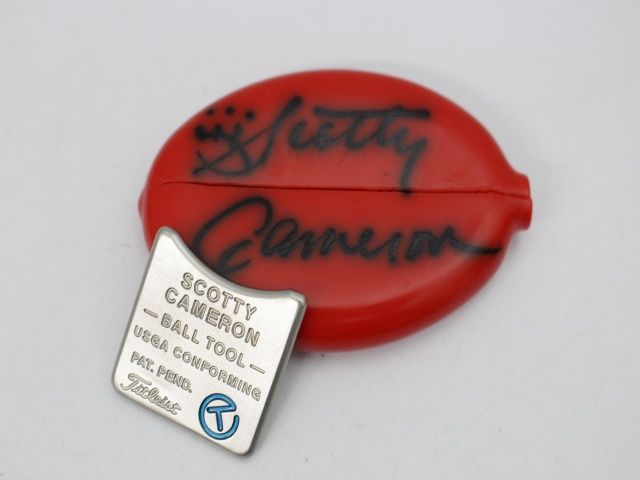 Scotty
Cameron
SCOTTY
CAMERON
— BALL TOOL —
USGA CONFORMING
PAT. PEND.
Titleist
T